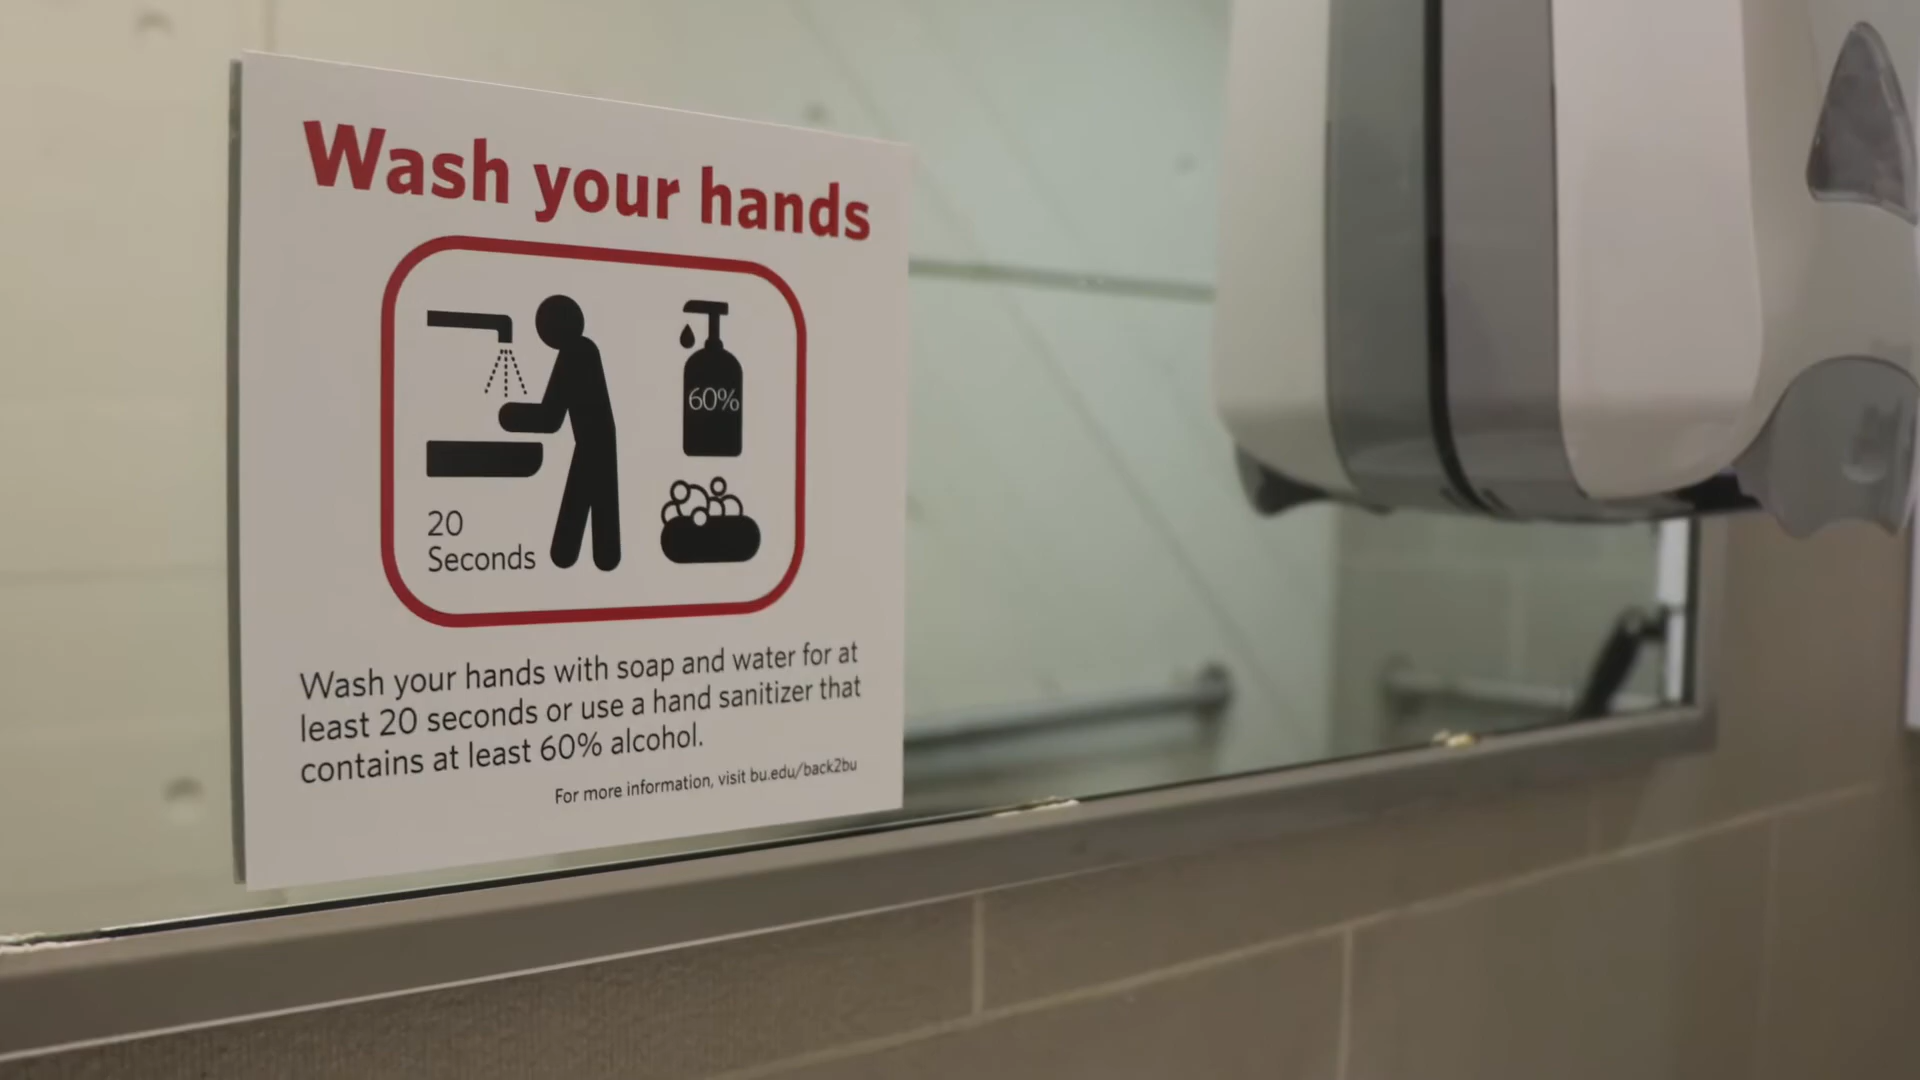 Wash your hands
60%
20
Seconds
Wash your hands with soap and water for at
least 20 seconds or use a hand sanitizer that
contains at least 60% alcohol.
For more information, visit bu.edu/back2bu